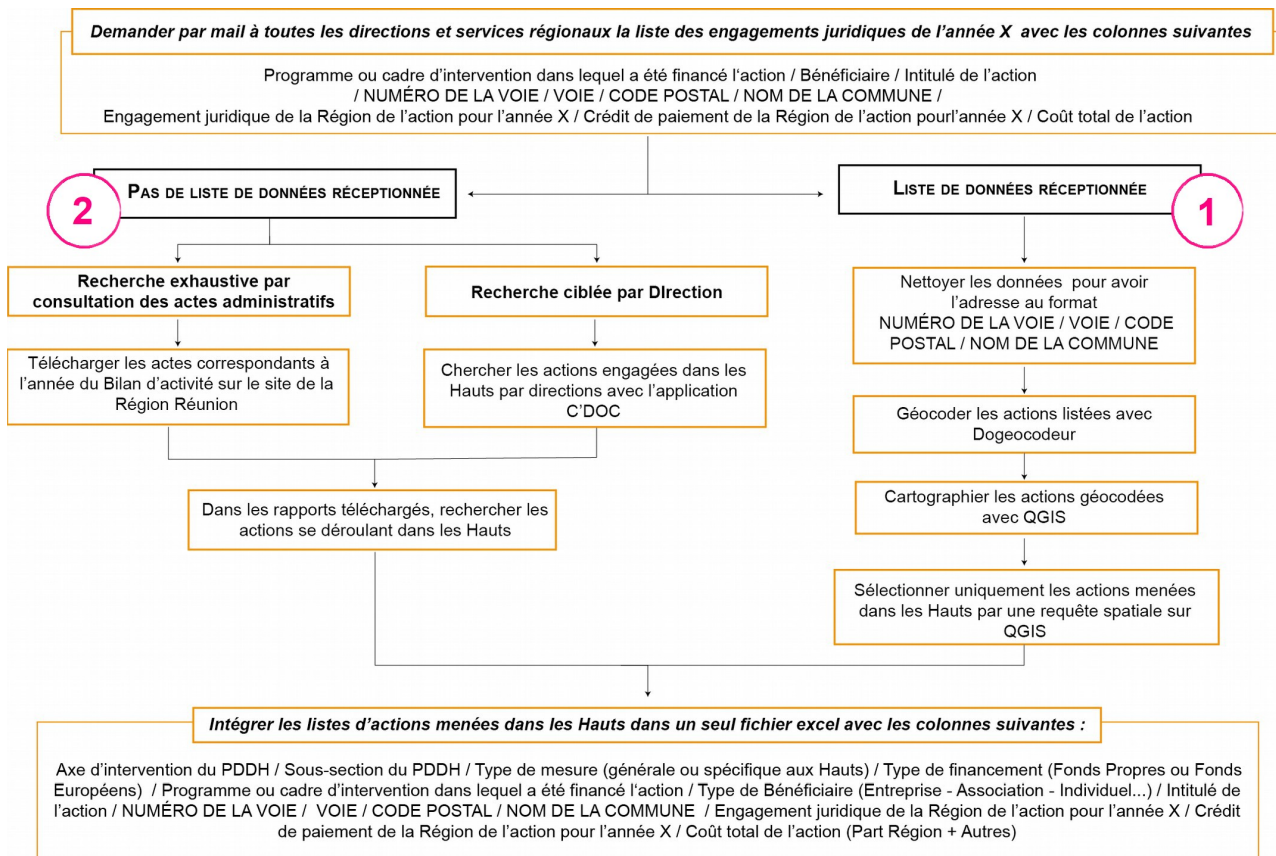 Demander par mail à toutes les directions et services régionaux la liste des engagements juridiques de l'année X avec les colonnes suivantes
Programme ou cadre d'intervention dans lequel a été financé l'action / Bénéficiaire / Intitulé de l'action
/ NUMÉRO DE LA VOIE / VOIE / CODE POSTAL / NOM DE LA COMMUNE /
Engagement juridique de la Région de l'action pour l'année X / Crédit de paiement de la Région de l'action pourl'année X / Coût total de l'action
2
PAS DE LISTE DE DONNÉES RÉCEPTIONNÉE
LISTE DE DONNÉES RÉCEPTIONNÉE
1
Recherche exhaustive par
consultation des actes administratifs
Recherche ciblée par DIrection
Nettoyer les données pour avoir
l'adresse au format
NUMÉRO DE LA VOIE / VOIE / CODE
POSTAL / NOM DE LA COMMUNE
Télécharger les actes correspondants à
l'année du Bilan d'activité sur le site de la
Région Réunion
Chercher les actions engagées dans les
Hauts par directions avec l'application
C'DOC
Géocoder les actions listées avec
Dogeocodeur
Dans les rapports téléchargés, rechercher les
actions se déroulant dans les Hauts
Cartographier les actions géocodées
avec QGIS
Sélectionner uniquement les actions menées
dans les Hauts par une requête spatiale sur
QGIS
Intégrer les listes d'actions menées dans les Hauts dans un seul fichier excel avec les colonnes suivantes :
Axe d'intervention du PDDH / Sous-section du PDDH / Type de mesure (générale ou spécifique aux Hauts) / Type de financement (Fonds Propres ou Fonds
Européens) / Programme ou cadre d'intervention dans lequel a été financé l'action / Type de Bénéficiaire (Entreprise - Association - Individuel...) / Intitulé de
l'action / NUMÉRO DE LA VOIE / VOIE / CODE POSTAL / NOM DE LA COMMUNE / Engagement juridique de la Région de l'action pour l'année X / Crédit
de paiement de la Région de l'action pour l'année X / Coût total de l'action (Part Région + Autres)